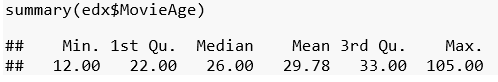 summary(edx$MovieAge)
##    Min. 1st Qu.  Median    Mean 3rd Qu.    Max.
##   12.00   22.00   26.00   29.78   33.00  105.00